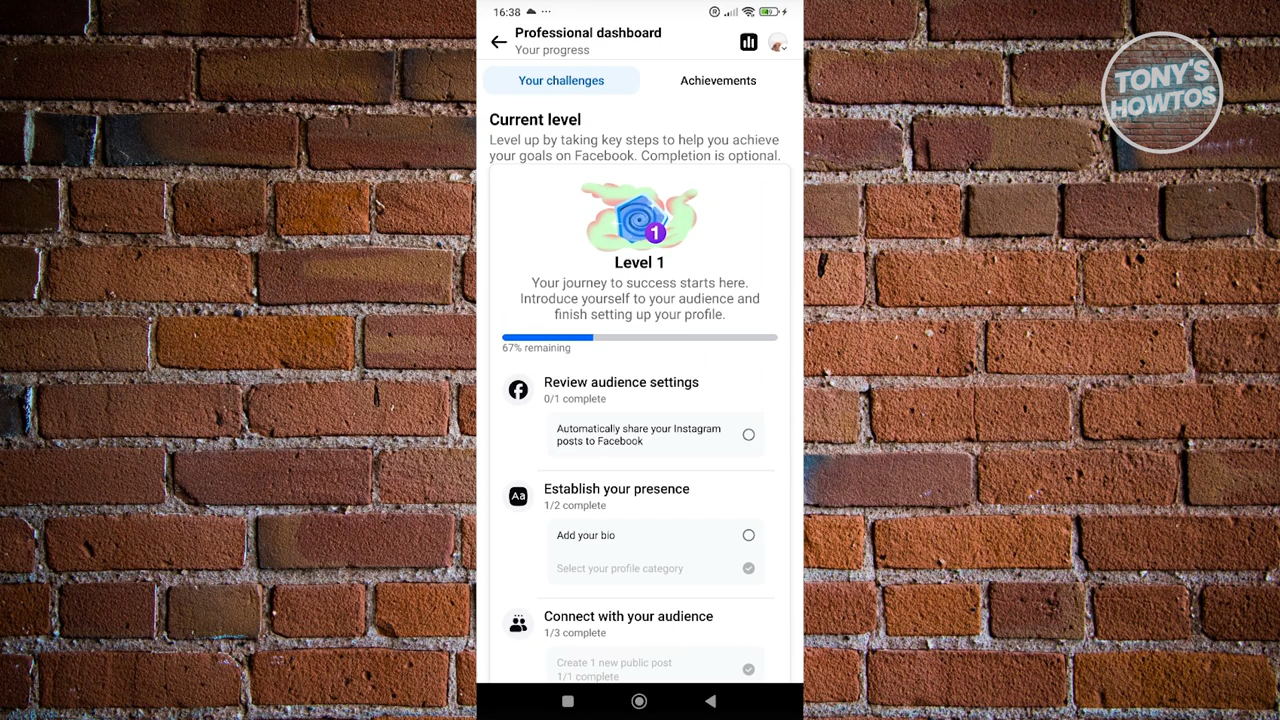 16:38
Professional dashboard
Your progress
TONY'S
HOWTOS
Your challenges
Achievements
Current level
Level up by taking key steps to help you achieve
your goals on Facebook. Completion is optional.
1
Level 1
Your journey to success starts here.
Introduce yourself to your audience and
finish setting up your profile.
67% remaining
Review audience settings
0/1 complete
Automatically share your Instagram
posts to Facebook
Aa
Establish your presence
1/2 complete
Add your bio
Select your profile category
Connect with your audience
1/3 complete
Create 1 new public post
1/1 complete